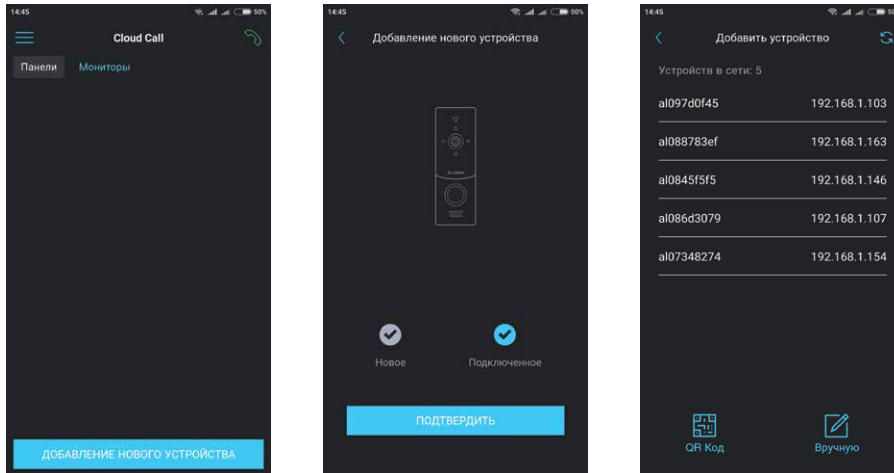 14:45
50%
Cloud Call
Панели
Мониторы
ДОБАВЛЕНИЕ НОВОГО УСТРОЙСТВА
14:45
50%
Добавление нового устройства
Новое
Подключенное
ПОДТВЕРДИТЬ
14:45
Добавить устройство
Устройств в сети: 5
al097d0f45 192.168.1.103
al088783ef 192.168.1.163
al0845f5f5 192.168.1.146
al086d3079 192.168.1.107
al07348274 192.168.1.154
QR Код
Вручную